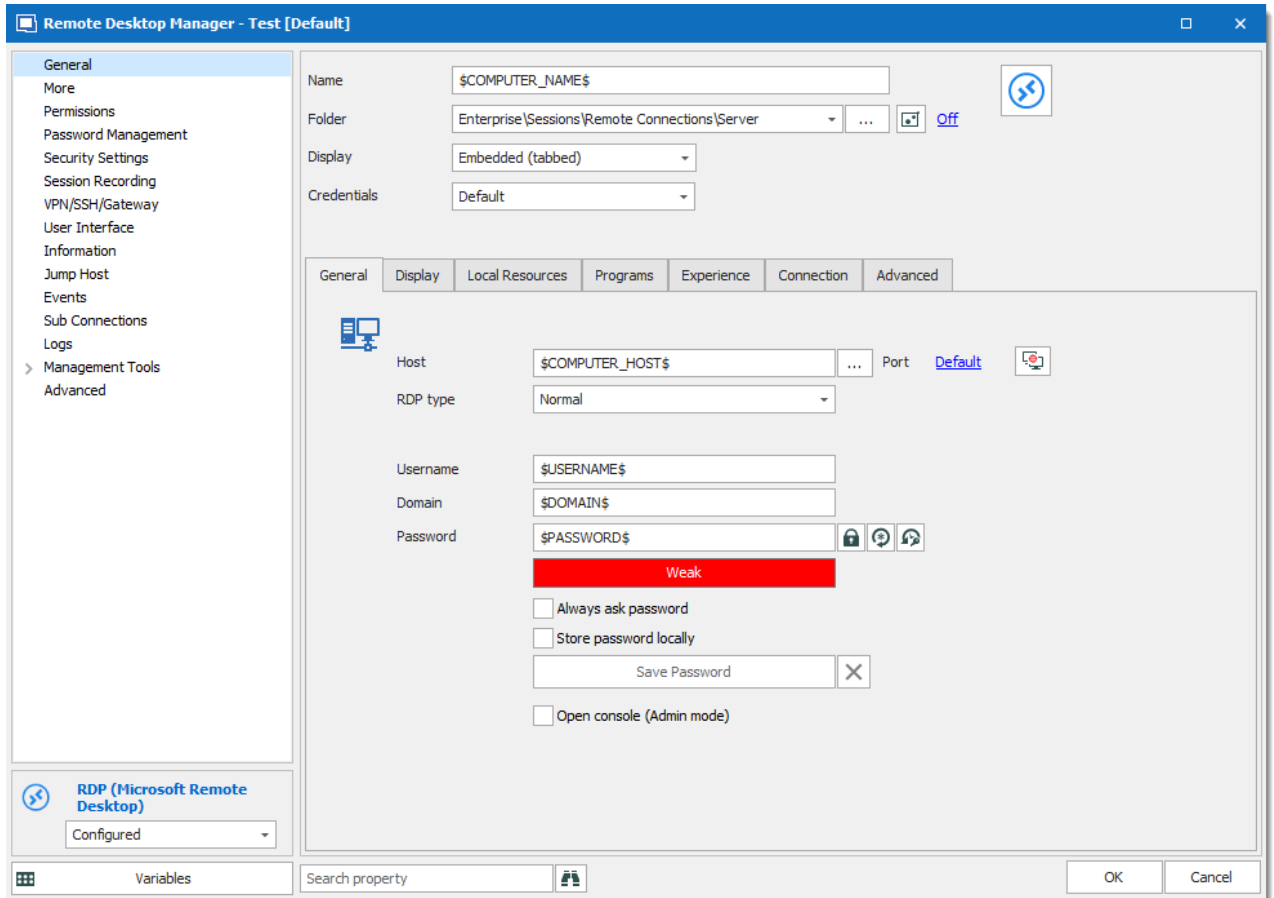 Remote Desktop Manager - Test [Default]
General
More
Permissions
Password Management
Security Settings
Session Recording
VPN/SSH/Gateway
User Interface
Information
Jump Host
Events
Sub Connections
Logs
Management Tools
Advanced
RDP (Microsoft Remote
Desktop)
Configured
Variables
Name $COMPUTER_NAME$
Folder Enterprise\Sessions\Remote Connections\Server ... Off
Display Embedded (tabbed)
Credentials Default
General Display Local Resources Programs Experience Connection Advanced
Host $COMPUTER_HOST$ ... Port Default
RDP type Normal
Username $USERNAME$
Domain $DOMAIN$
Password $PASSWORD$
Weak
Always ask password
Store password locally
Save Password
Open console (Admin mode)
Search property
OK Cancel